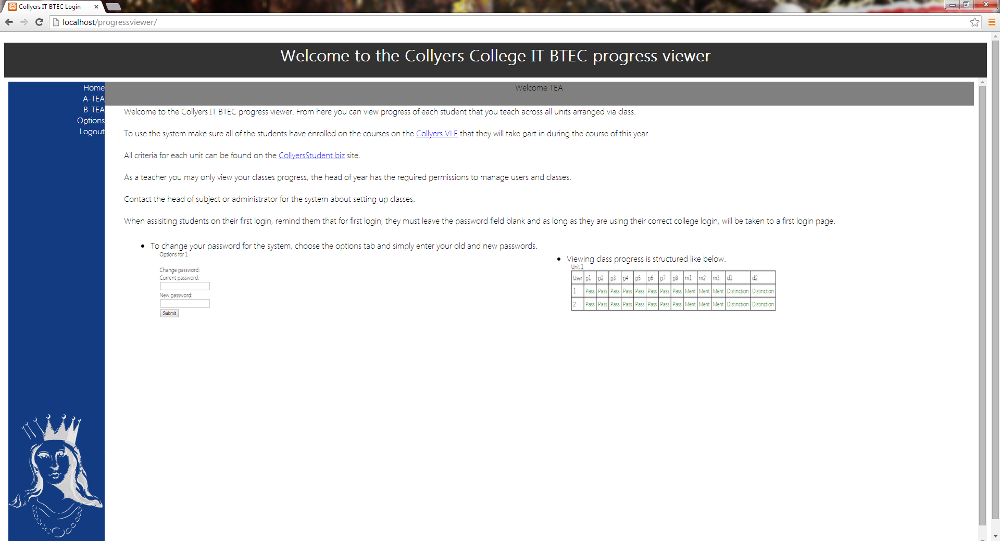 Collyers IT BTEC Login
localhost/progressviewer/
Welcome to the Collyers College IT BTEC progress viewer
Home
A-TEA
B-TEA
Options
Logout
Welcome TEA
Welcome to the Collyers IT BTEC progress viewer. From here you can view progress of each student that you teach across all units arranged via class.
To use the system make sure all of the students have enrolled on the courses on the Collyers VLE that they will take part in during the course of this year.
All criteria for each unit can be found on the CollyersStudent.biz site.
As a teacher you may only view your classes progress, the head of year has the required permissions to manage users and classes.
Contact the head of subject or administrator for the system about setting up classes.
When assisiting students on their first login, remind them that for first login, they must leave the password field blank and as long as they are using their correct college login, will be taken to a first login page.
• To change your password for the system, choose the options tab and simply enter your old and new passwords.
Options for 1
Change password:
Current password:
New password:
Submit
• Viewing class progress is structured like below.
Unit 1
User p1 p2 p3 p4 p5 p6 p7 p8 m1 m2 m3 d1 d2
1 Pass Pass Pass Pass Pass Pass Pass Pass Merit Merit Merit Distinction Distinction
2 Pass Pass Pass Pass Pass Pass Pass Pass Merit Merit Merit Distinction Distinction